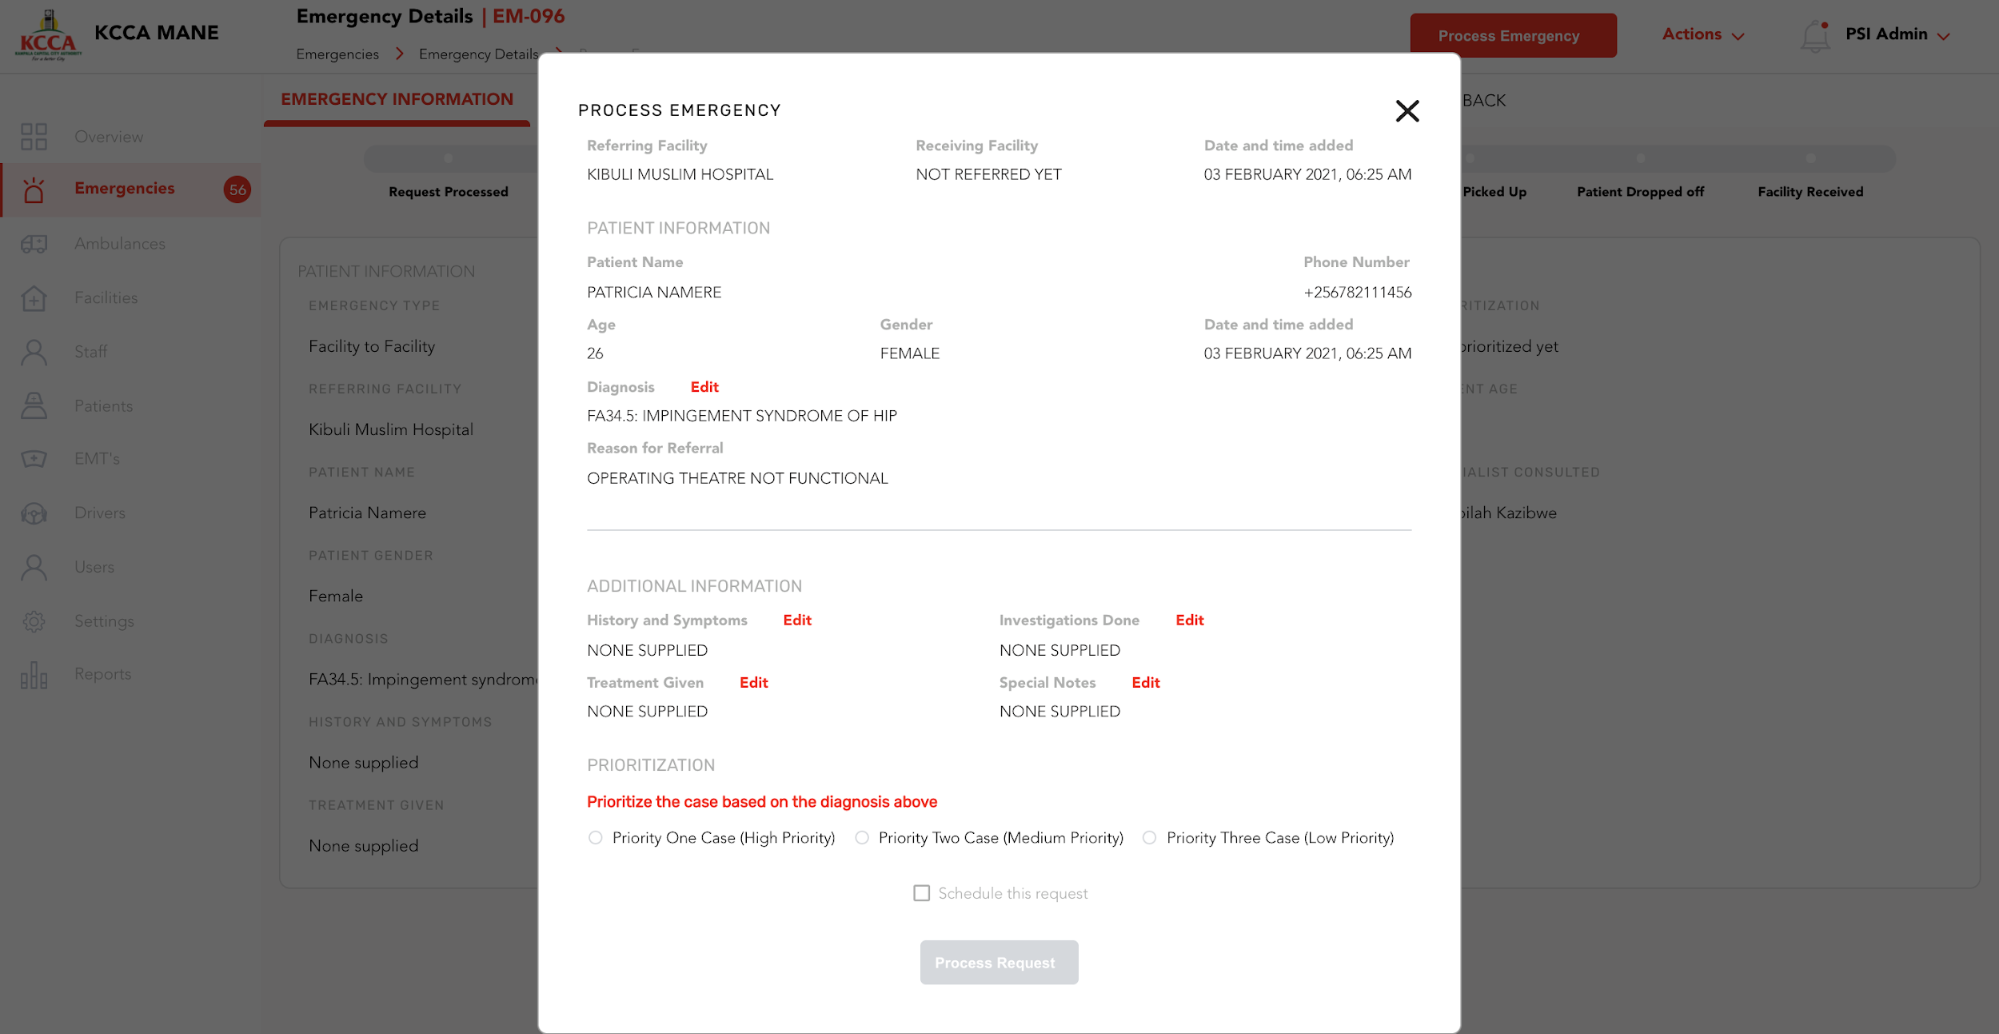 KCCA
For a better City
KCCA MANE
Emergency Details | EM-096
Emergencies > Emergency Details
Process Emergency
Actions
PSI Admin
EMERGENCY INFORMATION
BACK
Overview
Emergencies 56
Ambulances
Facilities
Staff
Patients
EMT's
Drivers
Users
Settings
Reports
Request Processed
Picked Up
Patient Dropped off
Facility Received
PATIENT INFORMATION
EMERGENCY TYPE
Facility to Facility
REFERRING FACILITY
Kibuli Muslim Hospital
PATIENT NAME
Patricia Namere
PATIENT GENDER
Female
DIAGNOSIS
FA34.5: Impingement syndrome
HISTORY AND SYMPTOMS
None supplied
TREATMENT GIVEN
None supplied
PROCESS EMERGENCY
Referring Facility Receiving Facility Date and time added
KIBULI MUSLIM HOSPITAL NOT REFERRED YET 03 FEBRUARY 2021, 06:25 AM
PATIENT INFORMATION
Patient Name Phone Number
PATRICIA NAMERE +256782111456
Age Gender Date and time added
26 FEMALE 03 FEBRUARY 2021, 06:25 AM
Diagnosis Edit
FA34.5: IMPINGEMENT SYNDROME OF HIP
Reason for Referral
OPERATING THEATRE NOT FUNCTIONAL
ADDITIONAL INFORMATION
History and Symptoms Edit Investigations Done Edit
NONE SUPPLIED NONE SUPPLIED
Treatment Given Edit Special Notes Edit
NONE SUPPLIED NONE SUPPLIED
PRIORITIZATION
Prioritize the case based on the diagnosis above
Priority One Case (High Priority) Priority Two Case (Medium Priority) Priority Three Case (Low Priority)
Schedule this request
Process Request
RITIZATION
prioritized yet
ENT AGE
IALIST CONSULTED
ilah Kazibwe